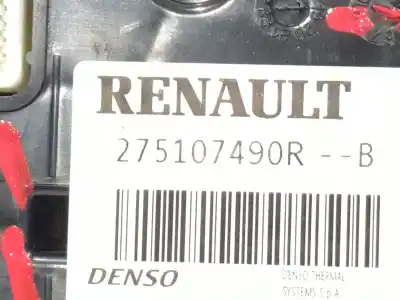 RENAULT
275107490R --B
DENSO
DENSO THERMAL
SYSTEMS S.p.A.